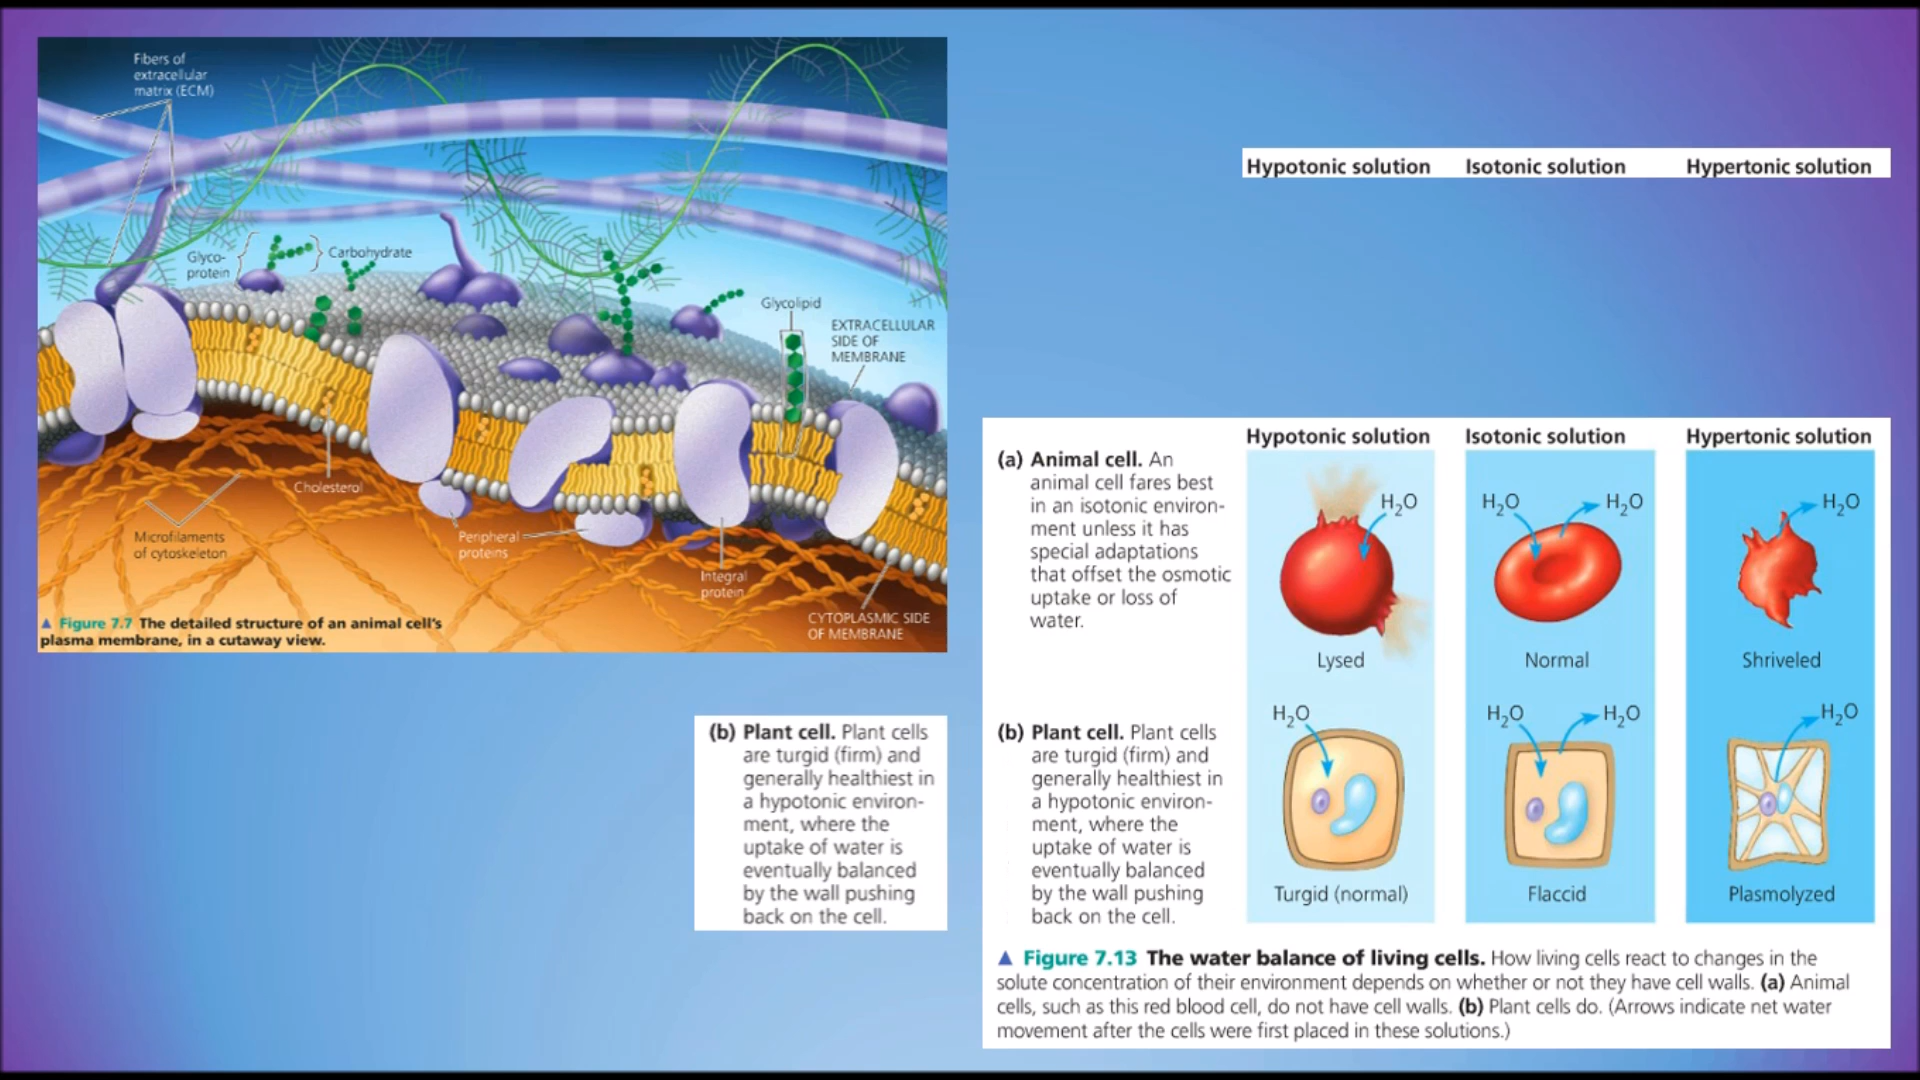 Fibers of
extracellular
matrix (ECM)
Glyco-
protein
Carbohydrate
Glycolipid
EXTRACELLULAR
SIDE OF
MEMBRANE
Cholesterol
Microfilaments
of cytoskeleton
Peripheral
proteins
Integral
protein
CYTOPLASMIC SIDE
OF MEMBRANE
▲ Figure 7.7 The detailed structure of an animal cell's
plasma membrane, in a cutaway view.
(b) Plant cell. Plant cells
are turgid (firm) and
generally healthiest in
a hypotonic environ-
ment, where the
uptake of water is
eventually balanced
by the wall pushing
back on the cell.
Hypotonic solution Isotonic solution Hypertonic solution
Hypotonic solution Isotonic solution Hypertonic solution
(a) Animal cell. An
animal cell fares best
in an isotonic environ-
ment unless it has
special adaptations
that offset the osmotic
uptake or loss of
water.
H₂O H₂O H₂O H₂O
Lysed Normal Shriveled
(b) Plant cell. Plant cells
are turgid (firm) and
generally healthiest in
a hypotonic environ-
ment, where the
uptake of water is
eventually balanced
by the wall pushing
back on the cell.
H₂O H₂O H₂O H₂O
Turgid (normal) Flaccid Plasmolyzed
▲ Figure 7.13 The water balance of living cells. How living cells react to changes in the
solute concentration of their environment depends on whether or not they have cell walls. (a) Animal
cells, such as this red blood cell, do not have cell walls. (b) Plant cells do. (Arrows indicate net water
movement after the cells were first placed in these solutions.)